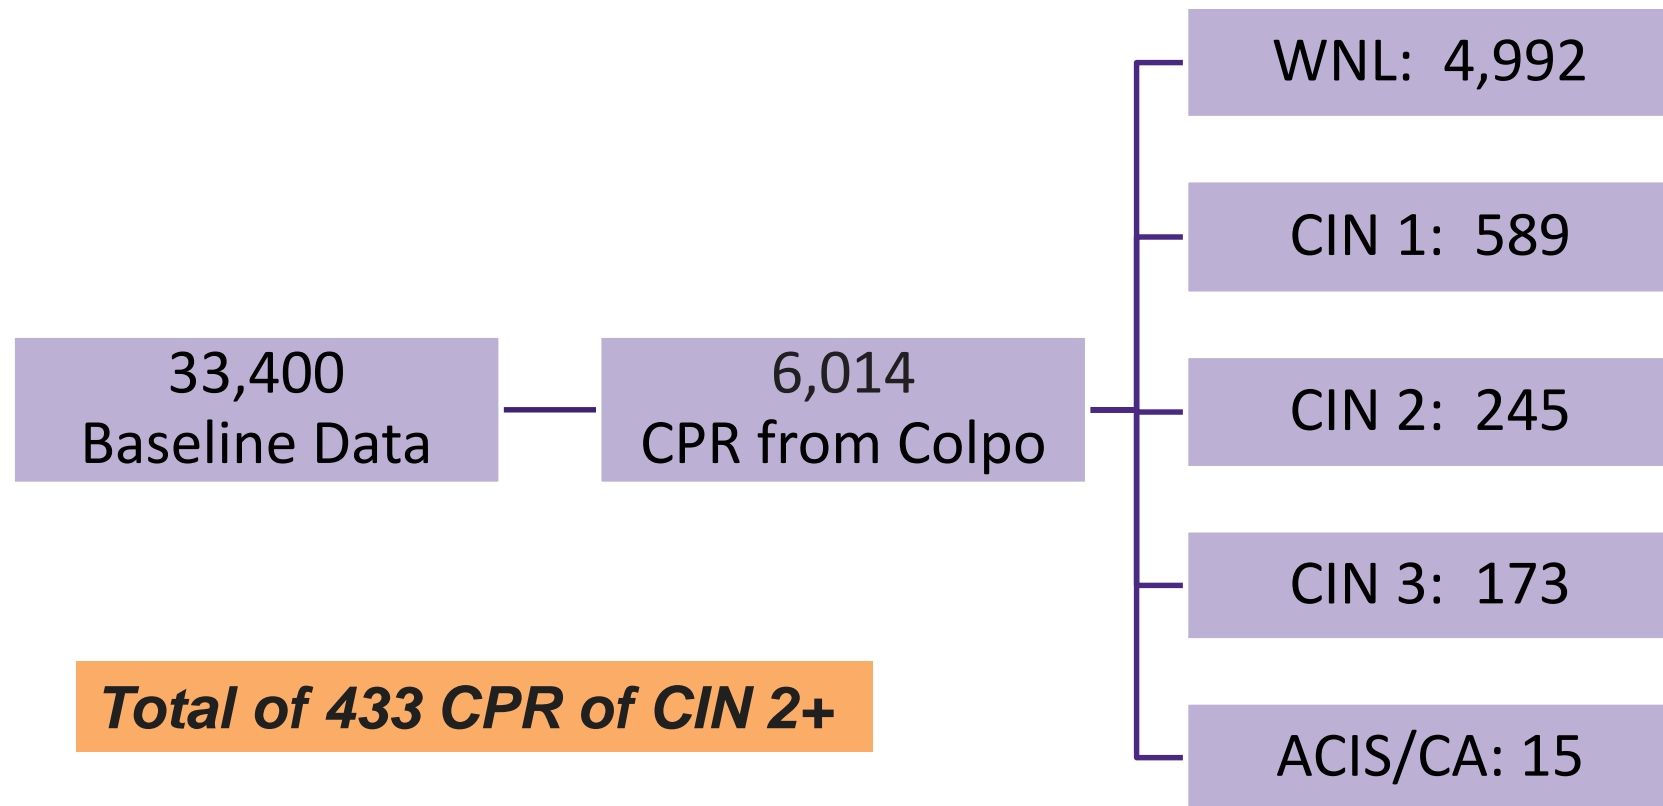 33,400
Baseline Data
6,014
CPR from Colpo
WNL: 4,992
CIN 1: 589
CIN 2: 245
CIN 3: 173
ACIS/CA: 15
Total of 433 CPR of CIN 2+